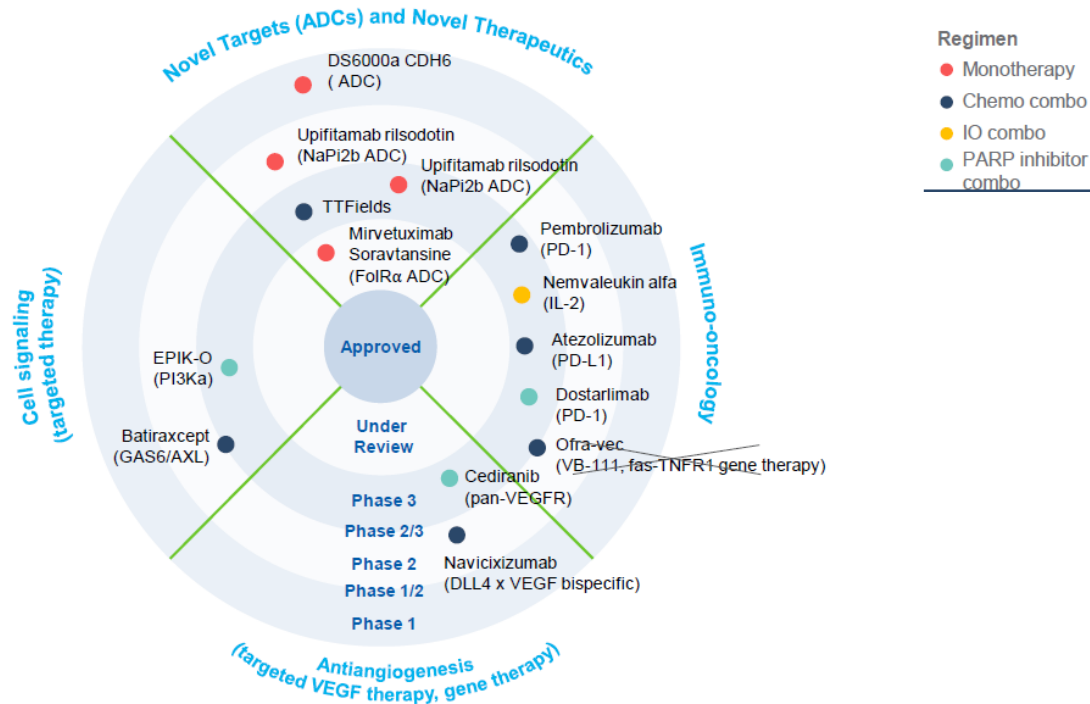 Novel Targets (ADCs) and Novel Therapeutics
DS6000a CDH6
( ADC)
Upifitamab rilsodotin
(NaPi2b ADC)
Upifitamab rilsodotin
(NaPi2b ADC)
TTFields
Mirvetuximab
Soravtansine
(FolRα ADC)
Regimen
Monotherapy
Chemo combo
IO combo
PARP inhibitor
combo
Immuno-oncology
Pembrolizumab
(PD-1)
Nemvaleukin alfa
(IL-2)
Atezolizumab
(PD-L1)
Dostarlimab
(PD-1)
Ofra-vec
(VB-111, fas-TNFR1 gene therapy)
Cell signaling
(targeted therapy)
EPIK-O
(PI3Ka)
Batiraxcept
(GAS6/AXL)
Approved
Under
Review
Phase 3
Phase 2/3
Phase 2
Phase 1/2
Phase 1
Cediranib
(pan-VEGFR)
Navicixizumab
(DLL4 x VEGF bispecific)
Antiangiogenesis
(targeted VEGF therapy, gene therapy)